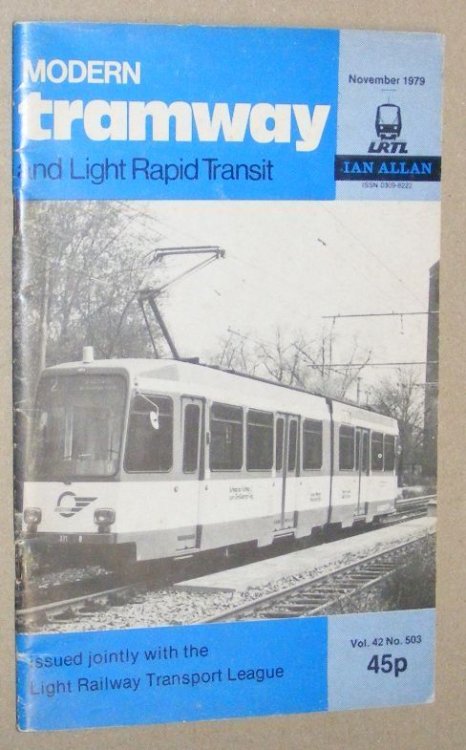 MODERN
tramway
and Light Rapid Transit
November 1979
LRTL
IAN ALLAN
ISSN 0309-8222
331 B
Issued jointly with the
Light Railway Transport League
Vol. 42 No. 503
45p